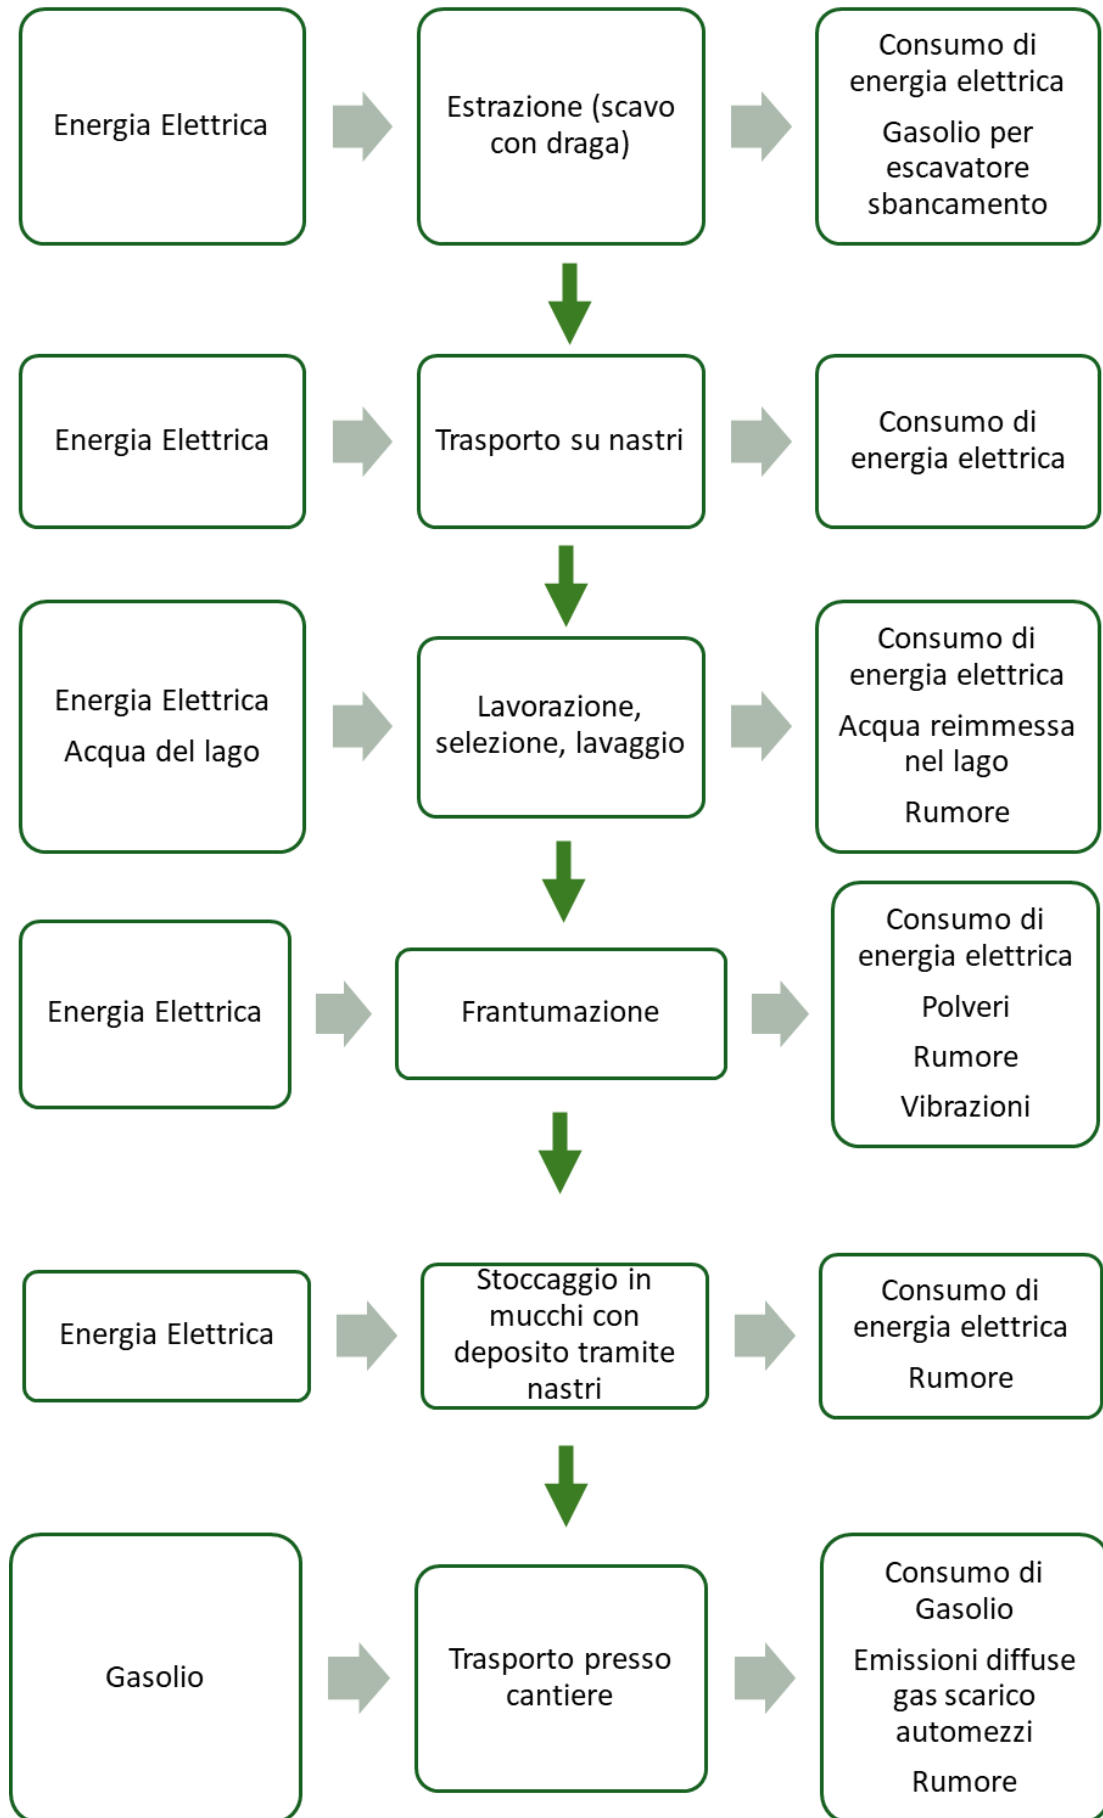 Energia Elettrica
Estrazione (scavo
con draga)
Consumo di
energia elettrica
Gasolio per
escavatore
sbancamento
Energia Elettrica
Trasporto su nastri
Consumo di
energia elettrica
Energia Elettrica
Acqua del lago
Lavorazione,
selezione, lavaggio
Consumo di
energia elettrica
Acqua reimmessa
nel lago
Rumore
Energia Elettrica
Frantumazione
Consumo di
energia elettrica
Polveri
Rumore
Vibrazioni
Energia Elettrica
Stoccaggio in
mucchi con
deposito tramite
nastri
Consumo di
energia elettrica
Rumore
Gasolio
Trasporto presso
cantiere
Consumo di
Gasolio
Emissioni diffuse
gas scarico
automezzi
Rumore